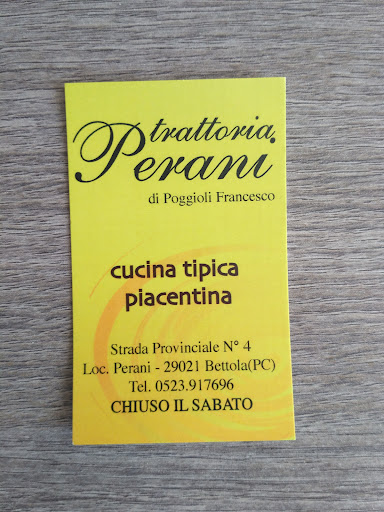 trattoria
Perani
di Poggioli Francesco
cucina tipica
piacentina
Strada Provinciale N° 4
Loc. Perani - 29021 Bettola(PC)
Tel. 0523.917696
CHIUSO IL SABATO